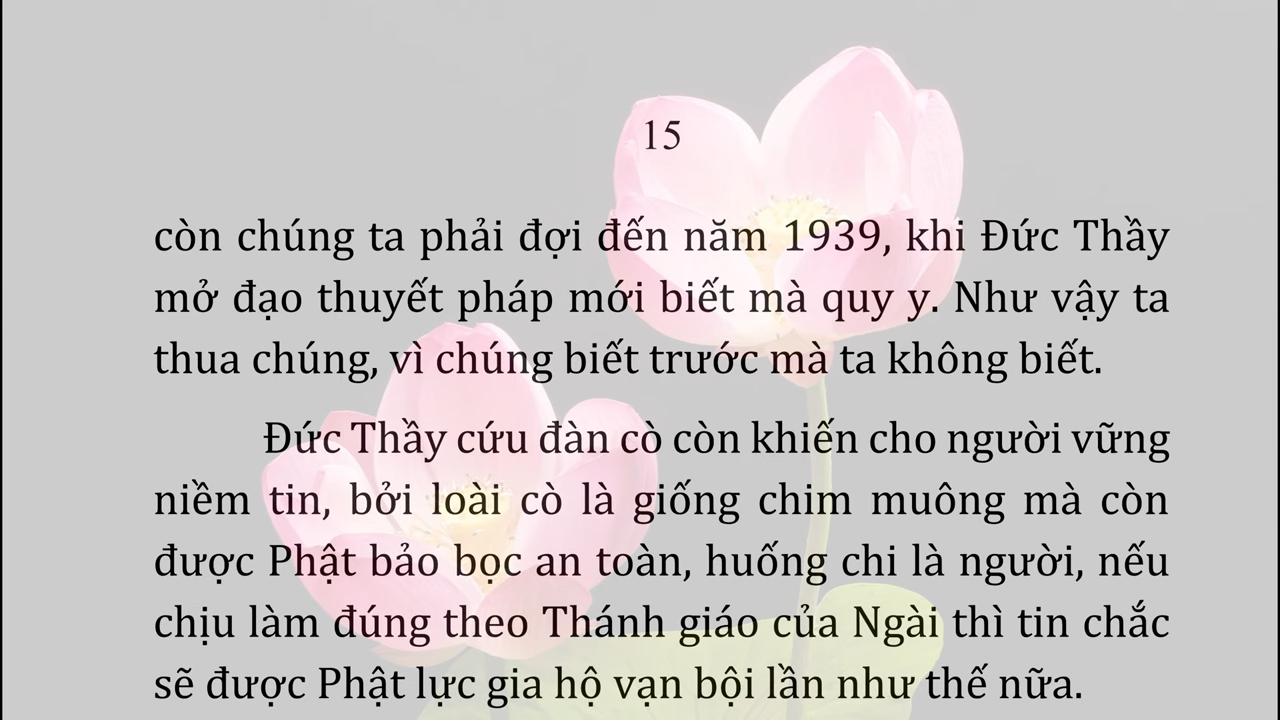 15
còn chúng ta phải đợi đến năm 1939, khi Đức Thầy
mở đạo thuyết pháp mới biết mà quy y. Như vậy ta
thua chúng, vì chúng biết trước mà ta không biết.
Đức Thầy cứu đàn cò còn khiến cho người vững
niềm tin, bởi loài cò là giống chim muông mà còn
được Phật bảo bọc an toàn, huống chi là người, nếu
chịu làm đúng theo Thánh giáo của Ngài thì tin chắc
sẽ được Phật lực gia hộ vạn bội lần như thế nữa.